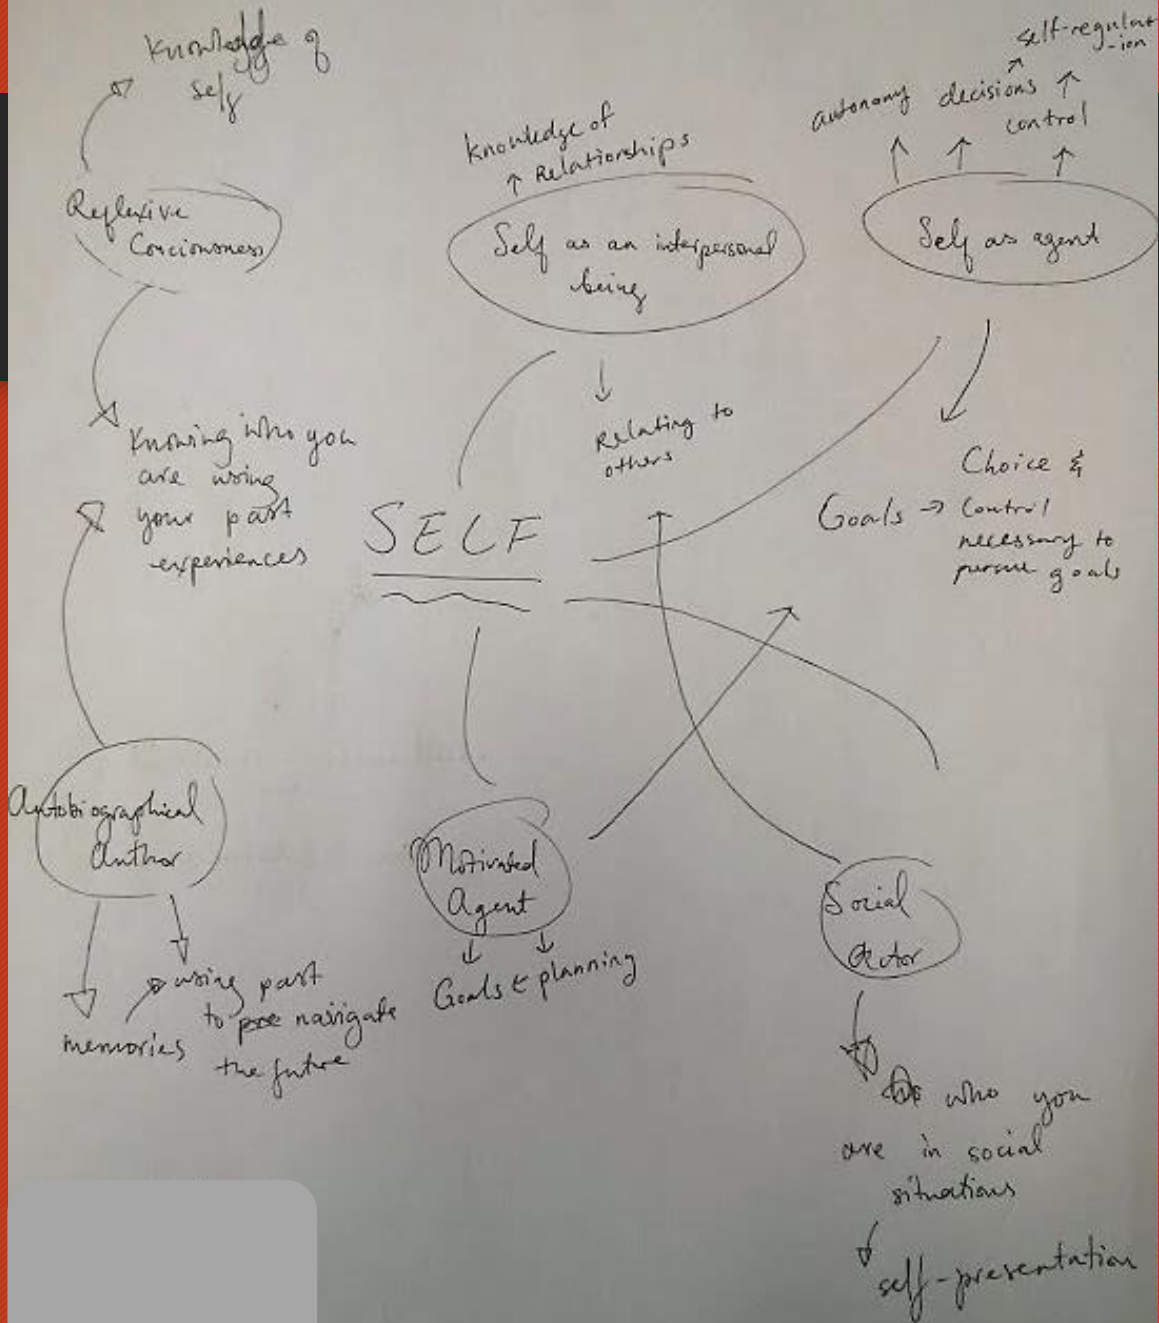 Knowledge of
self
Reflexive
Conciousness
Knowing who you
are using
your past
experiences
knowledge of
Relationships
Self as an interpersonal
being
Relating to
others
self-regulat
-ion
autonomy decisions
control
Self as agent
Choice &
Goals → Control
necessary to
pursue goals
SELF
Autobiographical
Author
memories
using past
to navigate
the future
Motivated
Agent
Goals & planning
Social
Actor
who you
are in social
situations
self-presentation